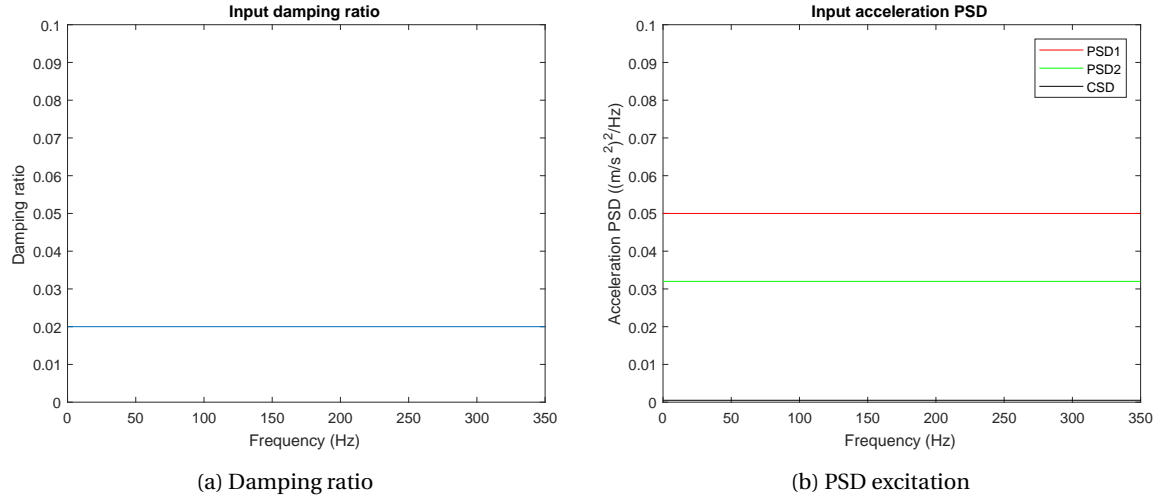 Input damping ratio
0.1
0.09
0.08
0.07
0.06
0.05
0.04
0.03
0.02
0.01
0
Damping ratio
0 50 100 150 200 250 300 350
Frequency (Hz)
(a) Damping ratio
Input acceleration PSD
PSD1
PSD2
CSD
0.1
0.09
0.08
0.07
0.06
0.05
0.04
0.03
0.02
0.01
0
Acceleration PSD ((m/s 2)2/Hz)
0 50 100 150 200 250 300 350
Frequency (Hz)
(b) PSD excitation